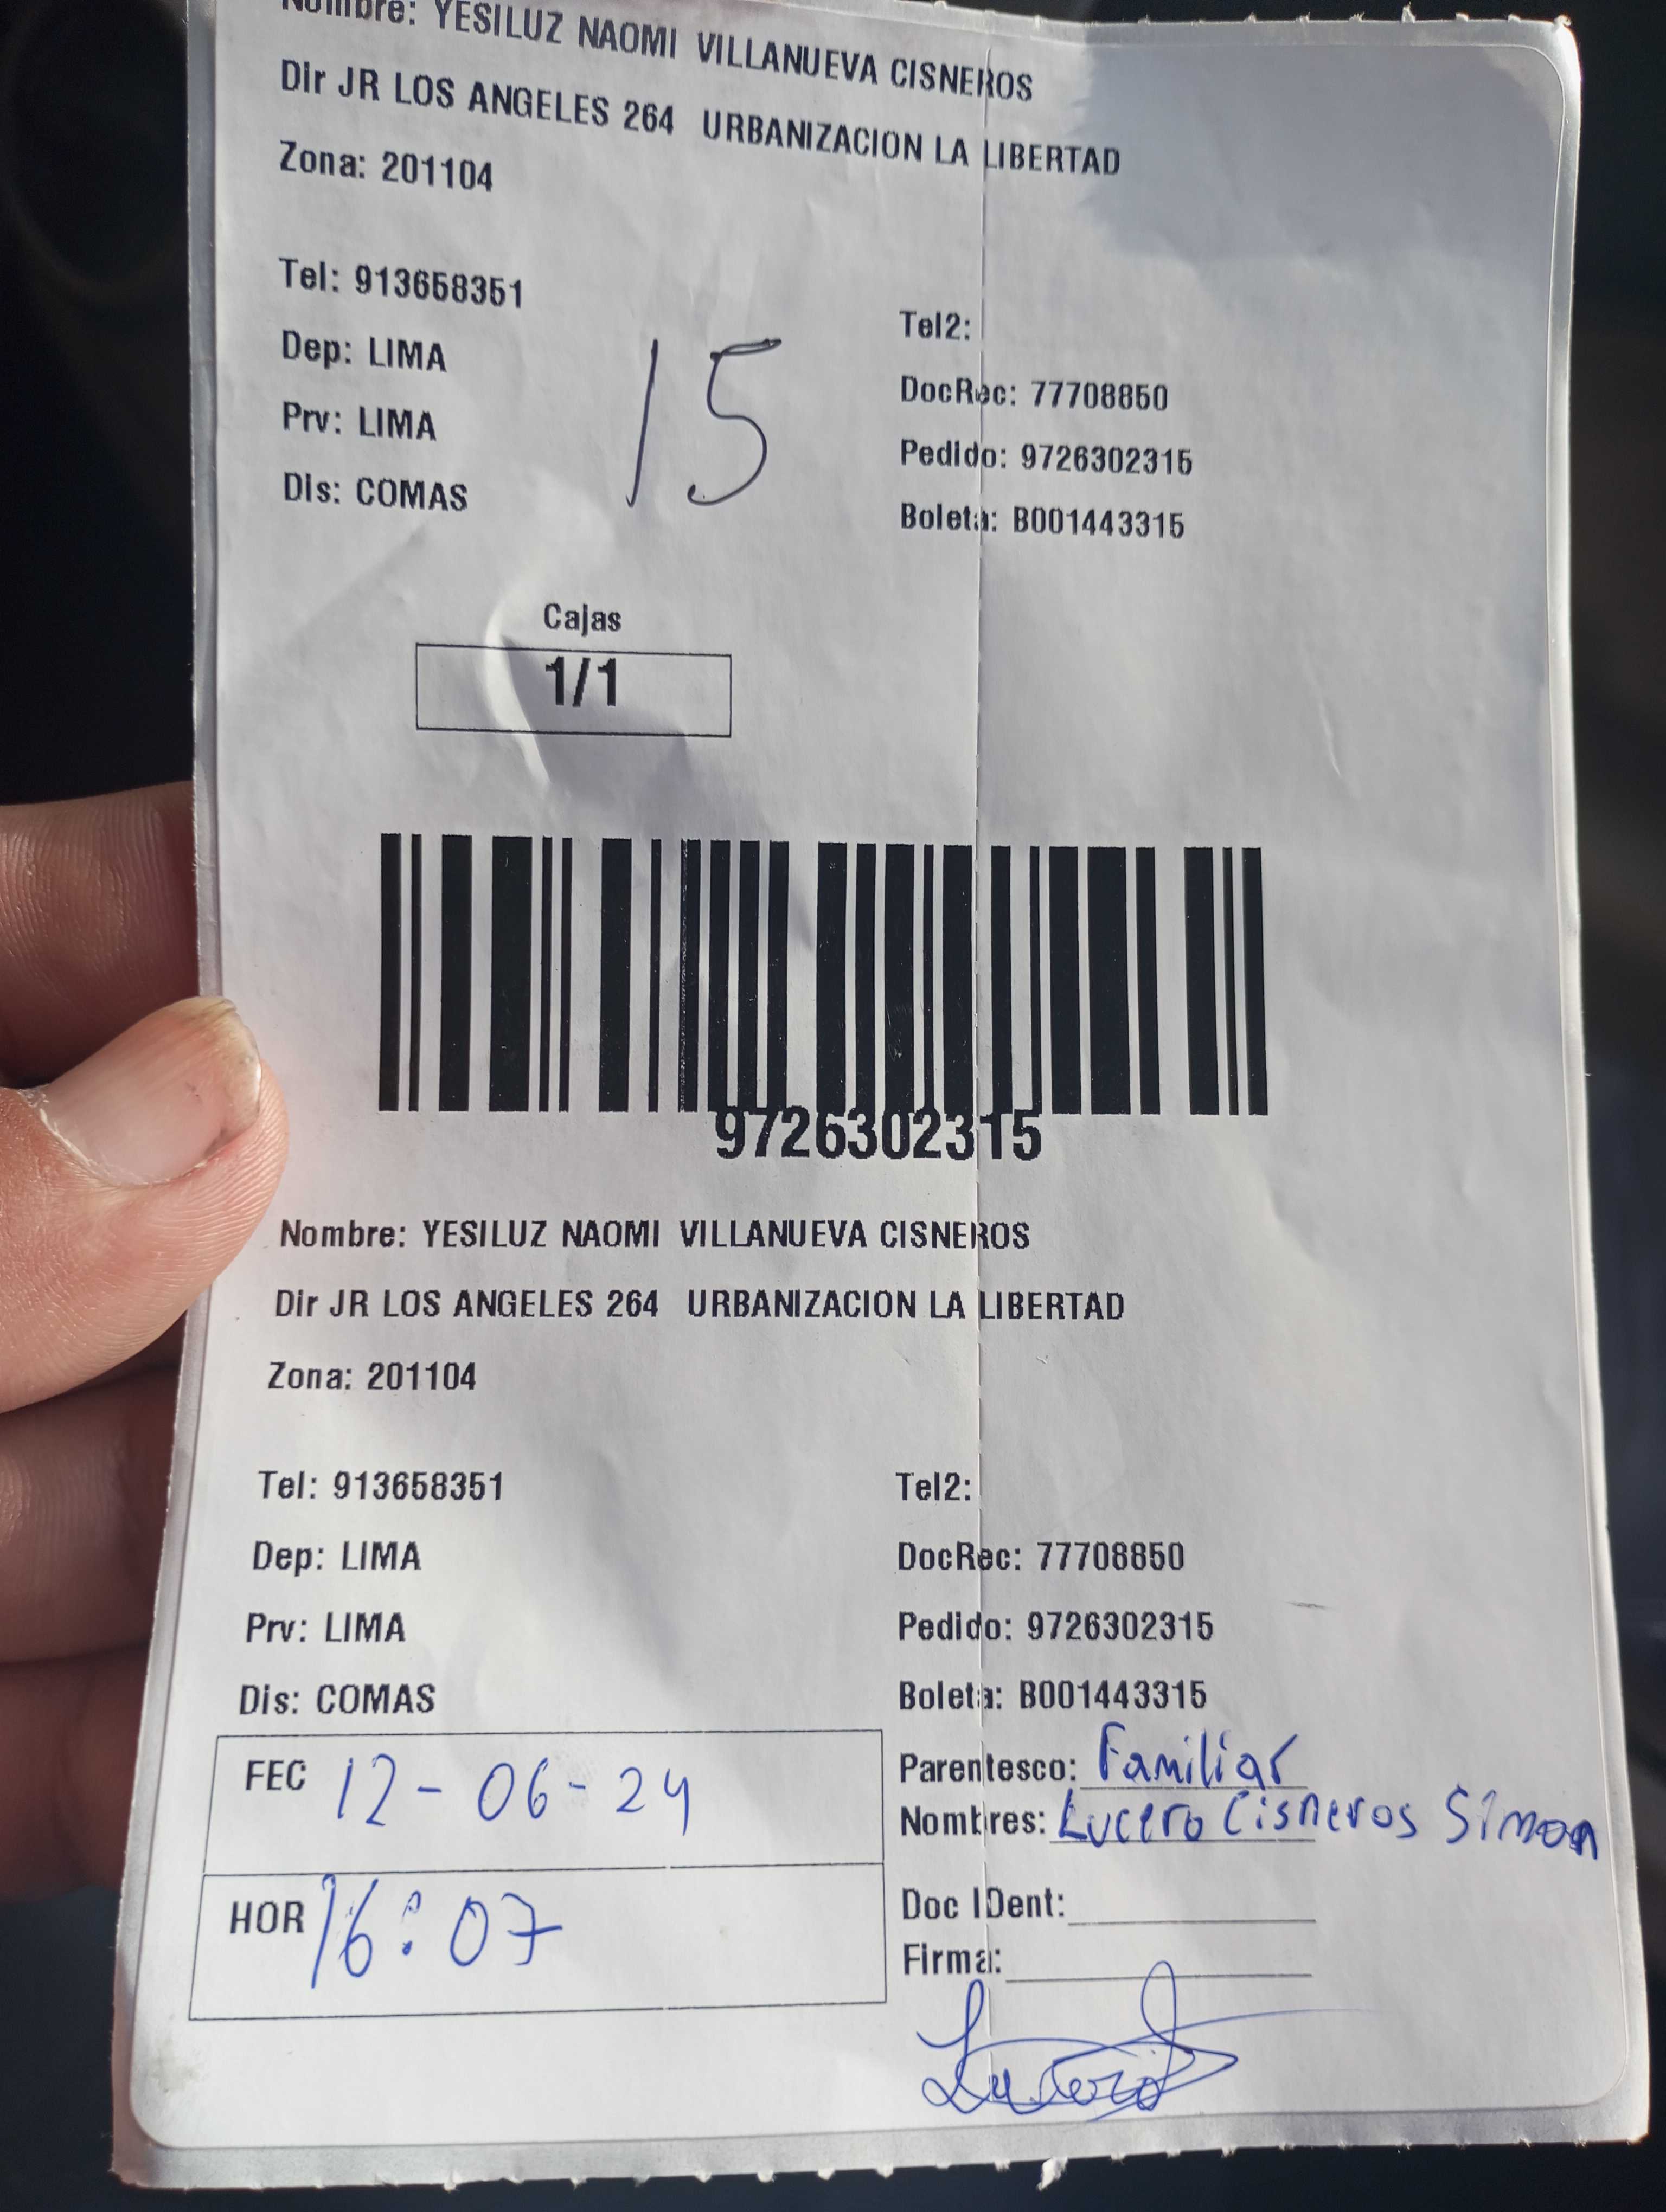 Nombre: YESILUZ NAOMI VILLANUEVA CISNEROS
Dir JR LOS ANGELES 264 URBANIZACION LA LIBERTAD
Zona: 201104
Tel: 913658351
Tel2:
Dep: LIMA
DocRec: 77708850
Prv: LIMA
Pedido: 9726302315
Dis: COMAS
Boleta: B001443315
15
Cajas
1/1
9726302315
Nombre: YESILUZ NAOMI VILLANUEVA CISNEROS
Dir JR LOS ANGELES 264 URBANIZACION LA LIBERTAD
Zona: 201104
Tel: 913658351
Tel2:
Dep: LIMA
DocRec: 77708850
Prv: LIMA
Pedido: 9726302315
Dis: COMAS
Boleta: B001443315
FEC 12-06-24
Parentesco: Familiar
Nombres: Lucero Cisneros Simon
HOR 16:07
Doc IDent:
Firma:
Lucero